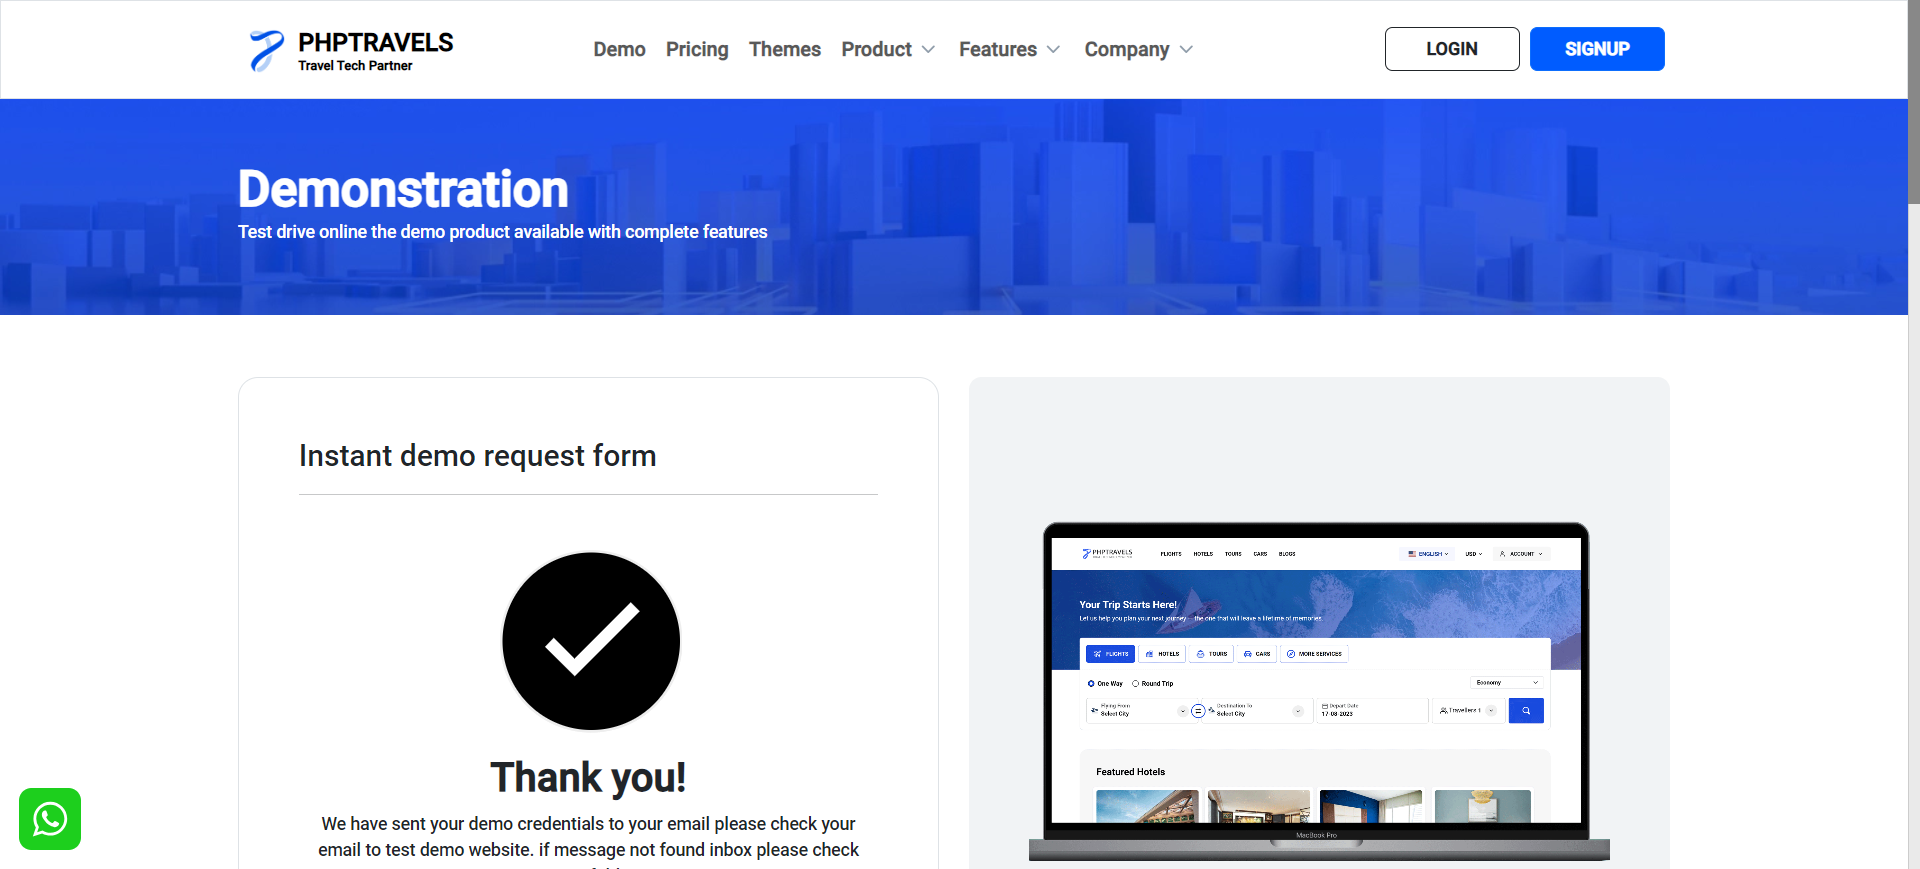 PHPTRAVELS
Travel Tech Partner
Demo Pricing Themes Product Features Company
LOGIN
SIGNUP
Demonstration
Test drive online the demo product available with complete features
Instant demo request form
Thank you!
We have sent your demo credentials to your email please check your
email to test demo website. if message not found inbox please check
PHPTRAVELS
FLIGHTS HOTELS TOURS CARS BLOGS
ENGLISH USD ACCOUNT
Your Trip Starts Here!
Let us help you plan your next journey - the one that will leave a lifetime of memories.
FLIGHTS HOTELS TOURS CARS MORE SERVICES
One Way Round Trip
Economy
Flying From
Select City
Destination To
Select City
Depart Date
17-08-2023
Travellers 1
Featured Hotels
MacBook Pro